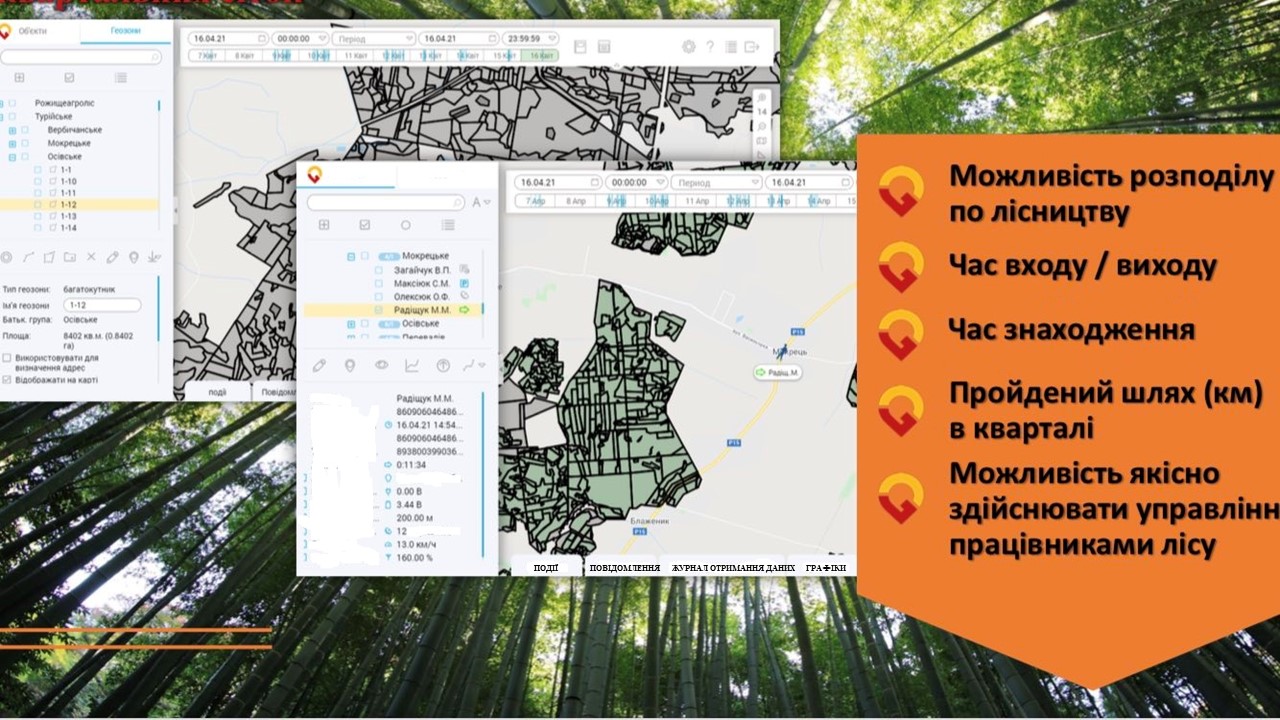 Об'єкти Геозони
16.04.21 00:00:00 Період 16.04.21 23:59:59
7 Квіт 8 Квіт 9 Квіт 10 Квіт 11 Квіт 14 Квіт 15 Квіт 16 Квіт
Рожищеагроліс
Турійське
Вербичанське
Мокрецьке
Осівське
1-1
1-10
1-11
1-12
1-13
1-14
Тип геозони: багатокутник
Ім'я геозони 1-12
Батьк. група: Осівське
Площа: 8402 кв.м. (0.8402
га)
Використовувати для
визначення адрес
Відображати на карті
події Повідом
14
16.04.21 00:00:00 Период 16.04.21
7 Апр 8 Апр 9 Апр 10 Апр 11 Апр 12 Апр 13 Апр 14 Апр 15
А
Мокрецьке
Загайчук В.П.
Максіюк С.М.
Олексюк О.Ф.
Радіщук М.М.
Осівське
Радіщук М.М.
860906046486...
16.04.21 14:54...
860906046486...
893800399036...
0:11:34
0.00 В
3.44 В
200.00 м
12
13.0 км/ч
160.00 %
Р15
Мокрець
Радіщ.М.
Р15
Блаженик
Р15
ПОДІЇ ПОВІДОМЛЕННЯ ЖУРНАЛ ОТРИМАННЯ ДАНИХ ГРАФІКИ
Можливість розподілу
по лісництву
Час входу / виходу
Час знаходження
Пройдений шлях (км)
в кварталі
Можливість якісно
здійснювати управлінн
працівниками лісу